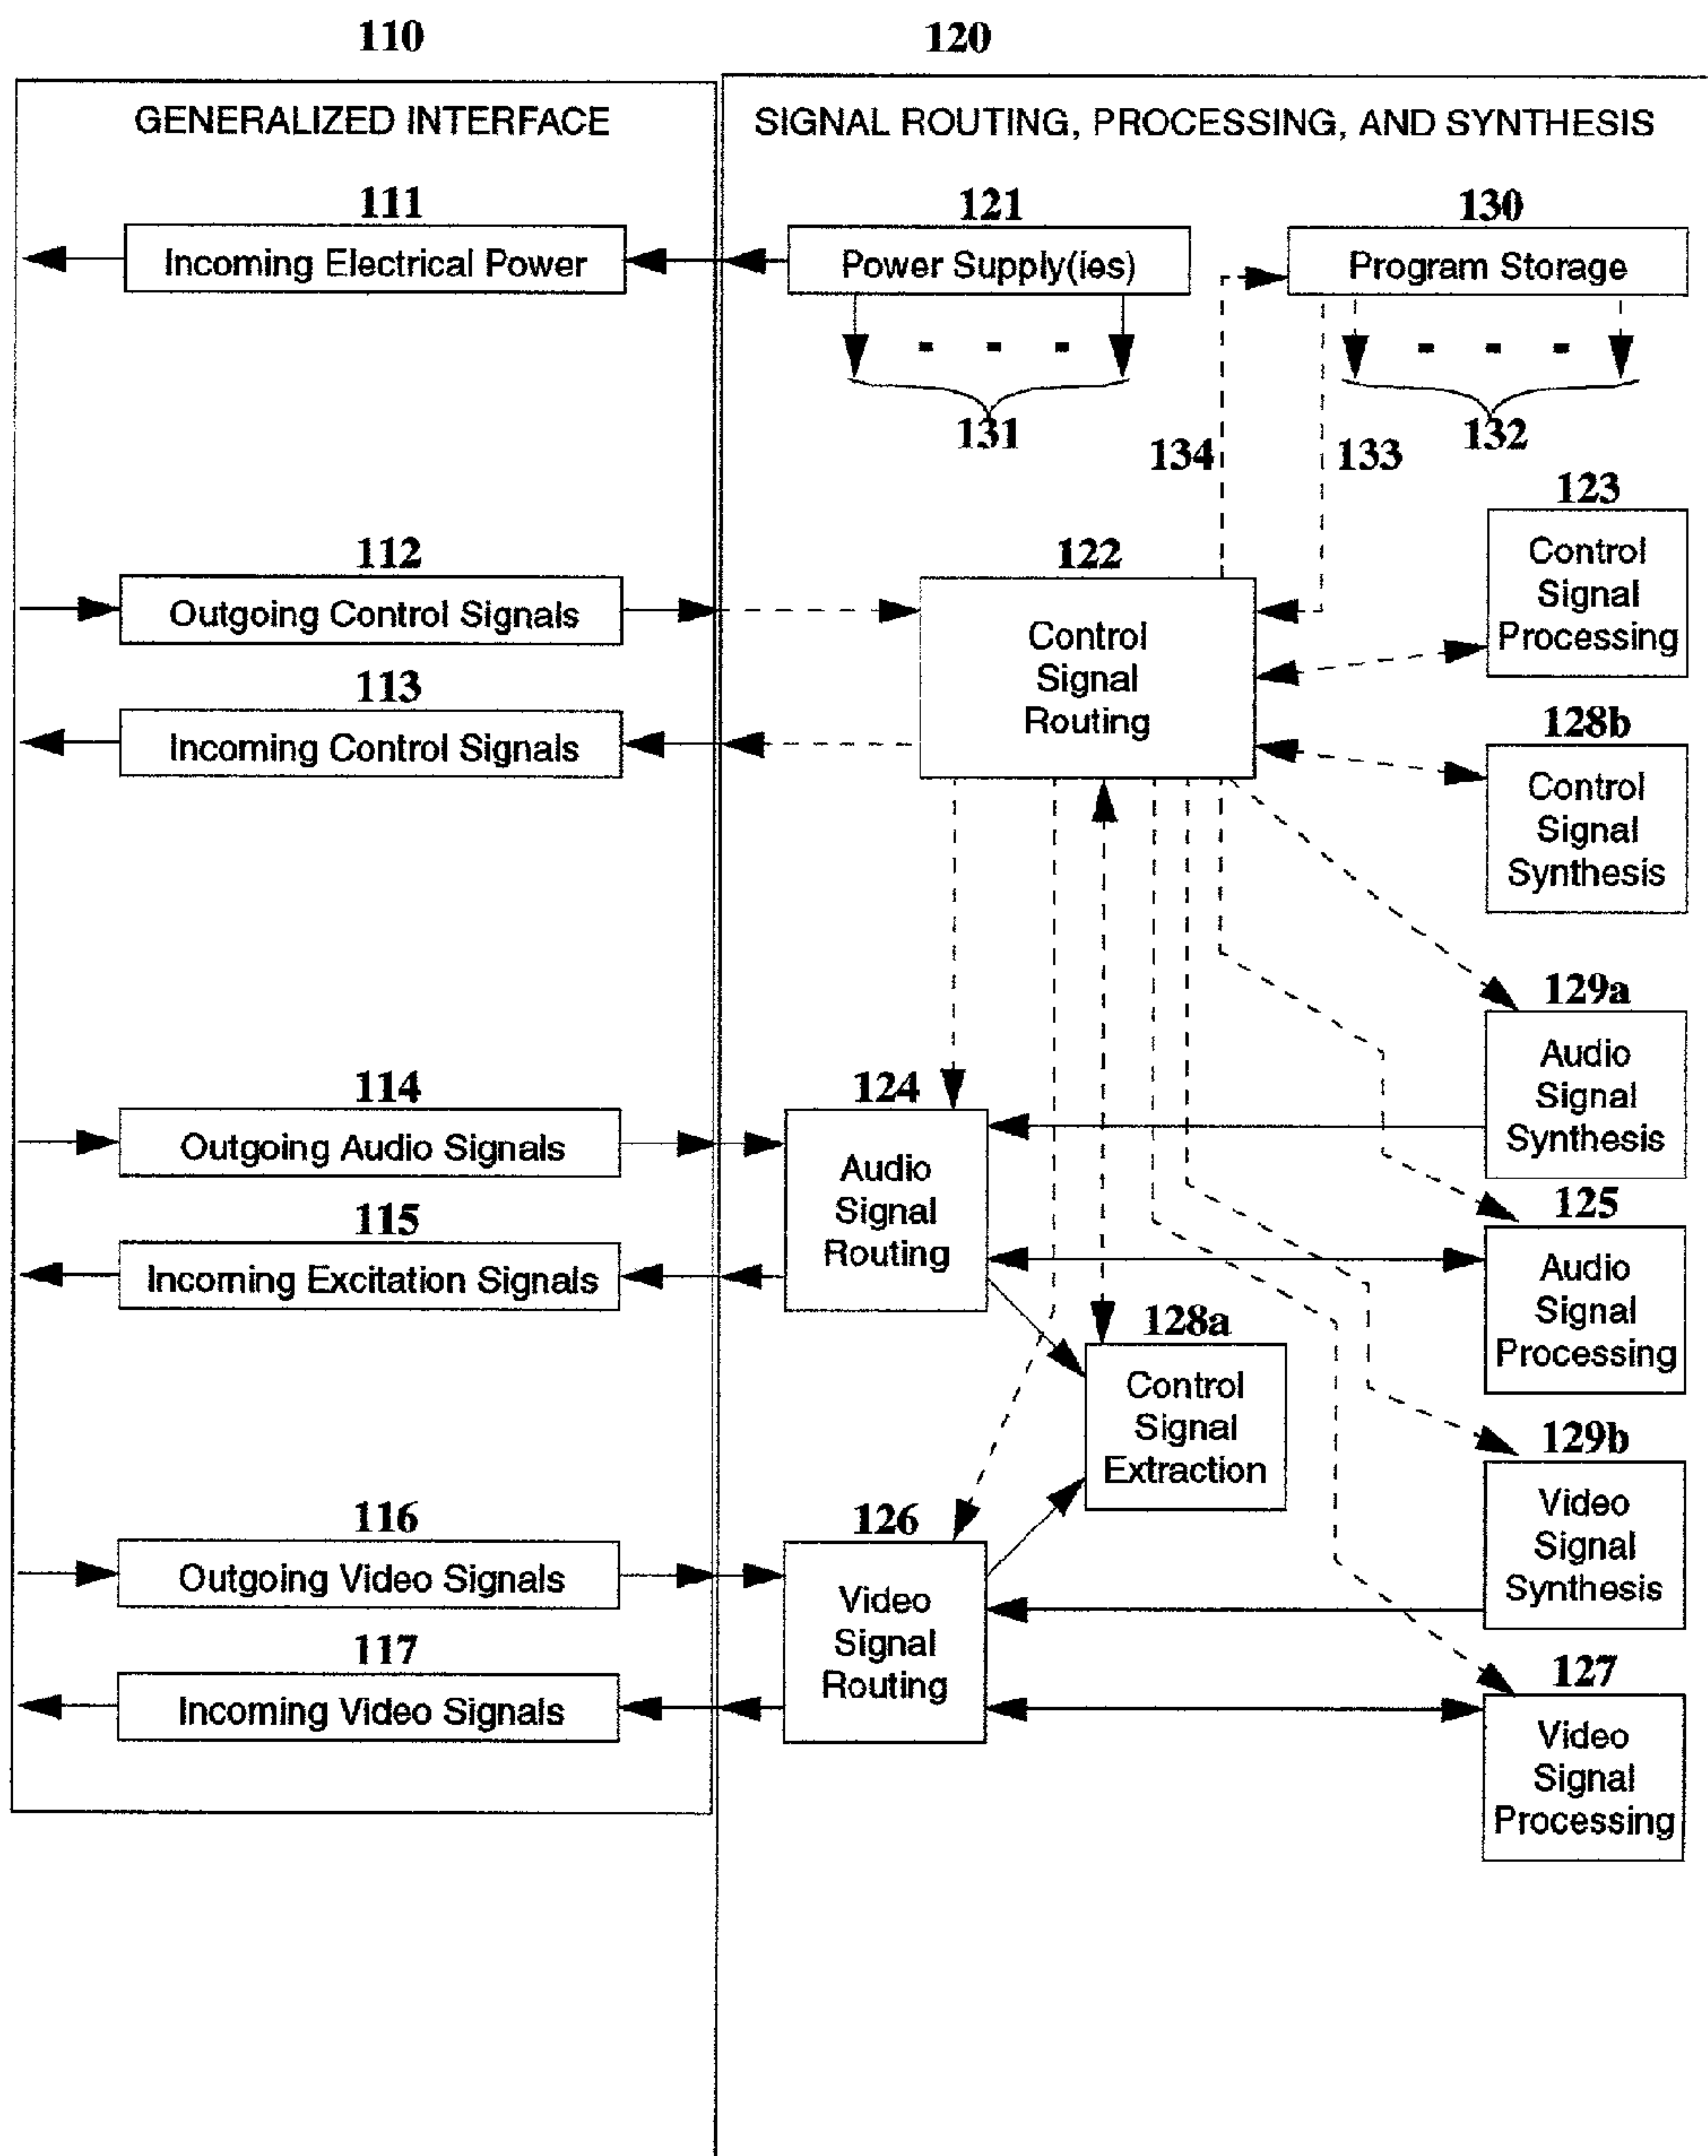 110
120
GENERALIZED INTERFACE
SIGNAL ROUTING, PROCESSING, AND SYNTHESIS
111
Incoming Electrical Power
121
Power Supply(ies)
130
Program Storage
131
132
134
133
112
Outgoing Control Signals
113
Incoming Control Signals
122
Control
Signal
Routing
123
Control
Signal
Processing
128b
Control
Signal
Synthesis
129a
Audio
Signal
Synthesis
114
Outgoing Audio Signals
115
Incoming Excitation Signals
124
Audio
Signal
Routing
125
Audio
Signal
Processing
128a
Control
Signal
Extraction
129b
Video
Signal
Synthesis
116
Outgoing Video Signals
117
Incoming Video Signals
126
Video
Signal
Routing
127
Video
Signal
Processing